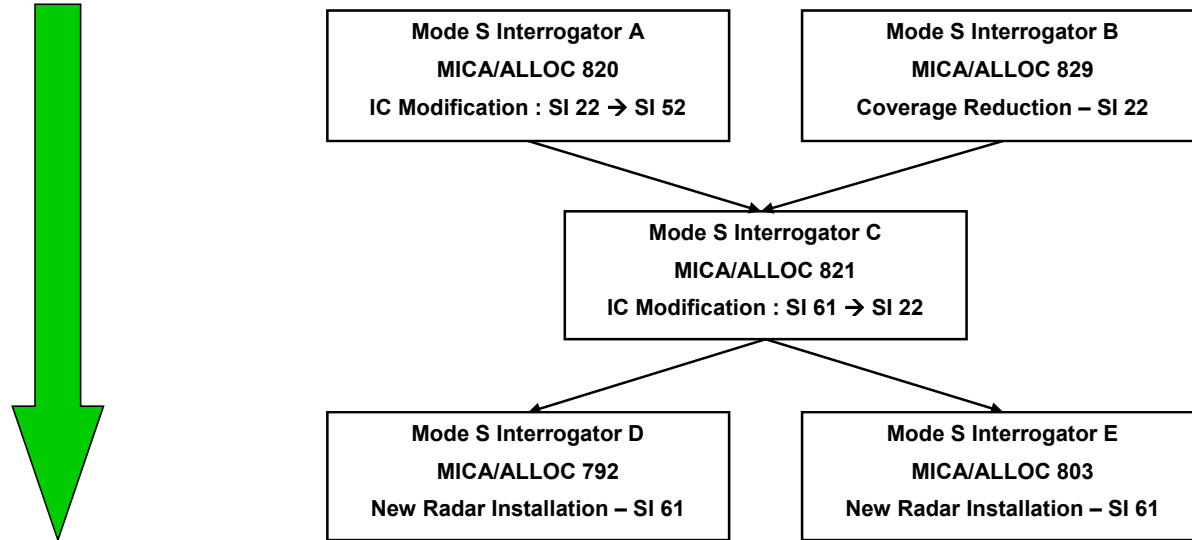 Mode S Interrogator A
MICA/ALLOC 820
IC Modification : SI 22 → SI 52
Mode S Interrogator B
MICA/ALLOC 829
Coverage Reduction – SI 22
Mode S Interrogator C
MICA/ALLOC 821
IC Modification : SI 61 → SI 22
Mode S Interrogator D
MICA/ALLOC 792
New Radar Installation – SI 61
Mode S Interrogator E
MICA/ALLOC 803
New Radar Installation – SI 61